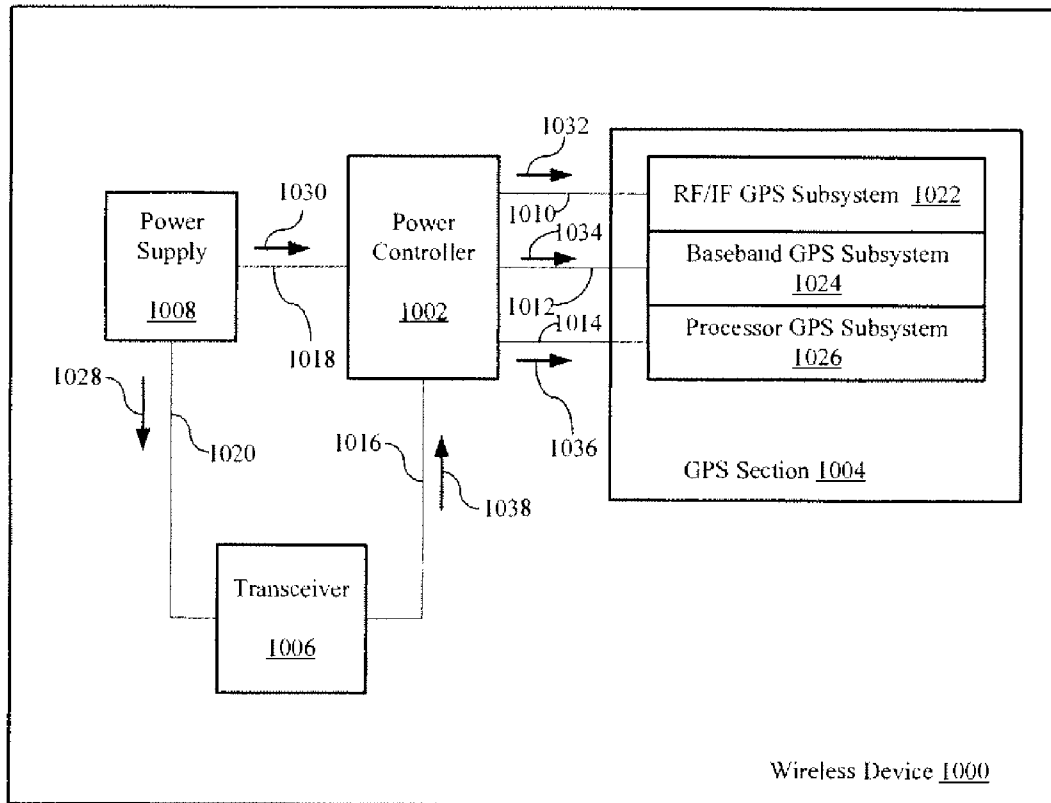 1032
1030
1010
1034
RF/IF GPS Subsystem 1022
Power
Supply
1008
Power
Controller
1002
Baseband GPS Subsystem
1024
1012
1014
Processor GPS Subsystem
1026
1018
1028
1036
1020
1016
1038
GPS Section 1004
Transceiver
1006
Wireless Device 1000